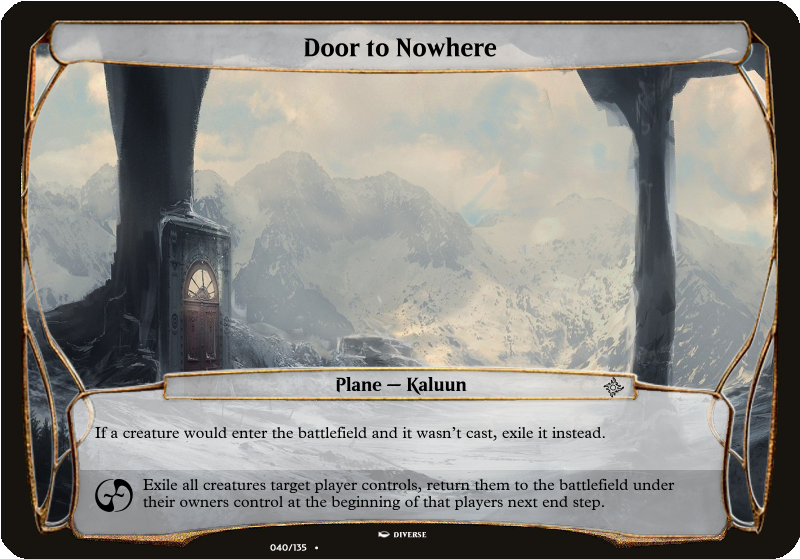 Door to Nowhere
Plane — Kaluun
If a creature would enter the battlefield and it wasn't cast, exile it instead.
Exile all creatures target player controls, return them to the battlefield under
their owners control at the beginning of that players next end step.
DIVERSE
040/135 •